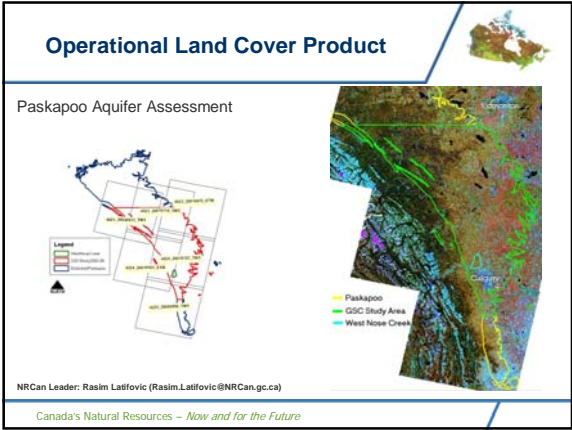 Operational Land Cover Product
Paskapoo Aquifer Assessment
Legend
Edmonton
Calgary
Paskapoo
GSC Study Area
West Nose Creek
NRCan Leader: Rasim Latifovic (Rasim.Latifovic@NRCan.gc.ca)
Canada's Natural Resources – Now and for the Future